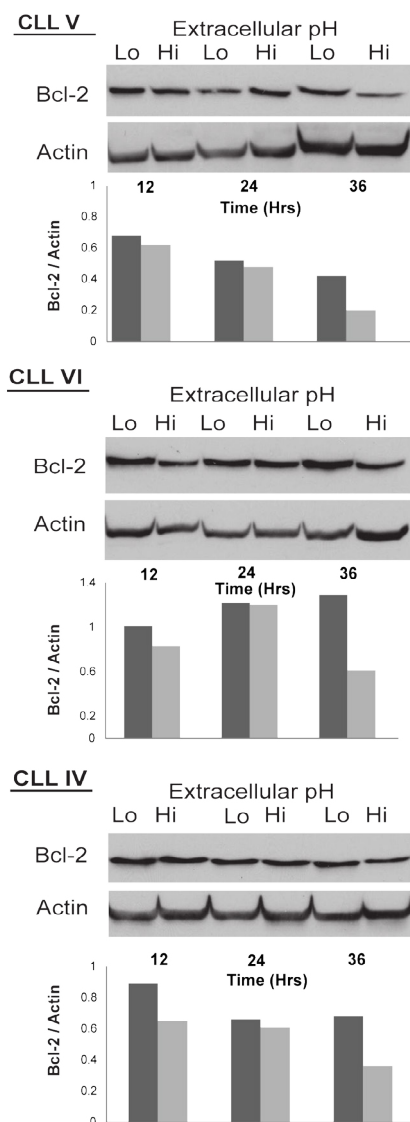 CLL V
Extracellular pH
Lo Hi Lo Hi Lo Hi
Bcl-2
Actin
1
12 24 36
Time (Hrs)
0.8
0.6
0.4
0.2
0
Bcl-2 / Actin
CLL VI
Extracellular pH
Lo Hi Lo Hi Lo Hi
Bcl-2
Actin
12 24 36
1.4
Time (Hrs)
1
0.6
0.2
0
Bcl-2 / Actin
CLL IV
Extracellular pH
Lo Hi Lo Hi Lo Hi
Bcl-2
Actin
12 24 36
1
Time (Hrs)
0.8
0.6
0.4
0.2
0
Bcl-2 / Actin